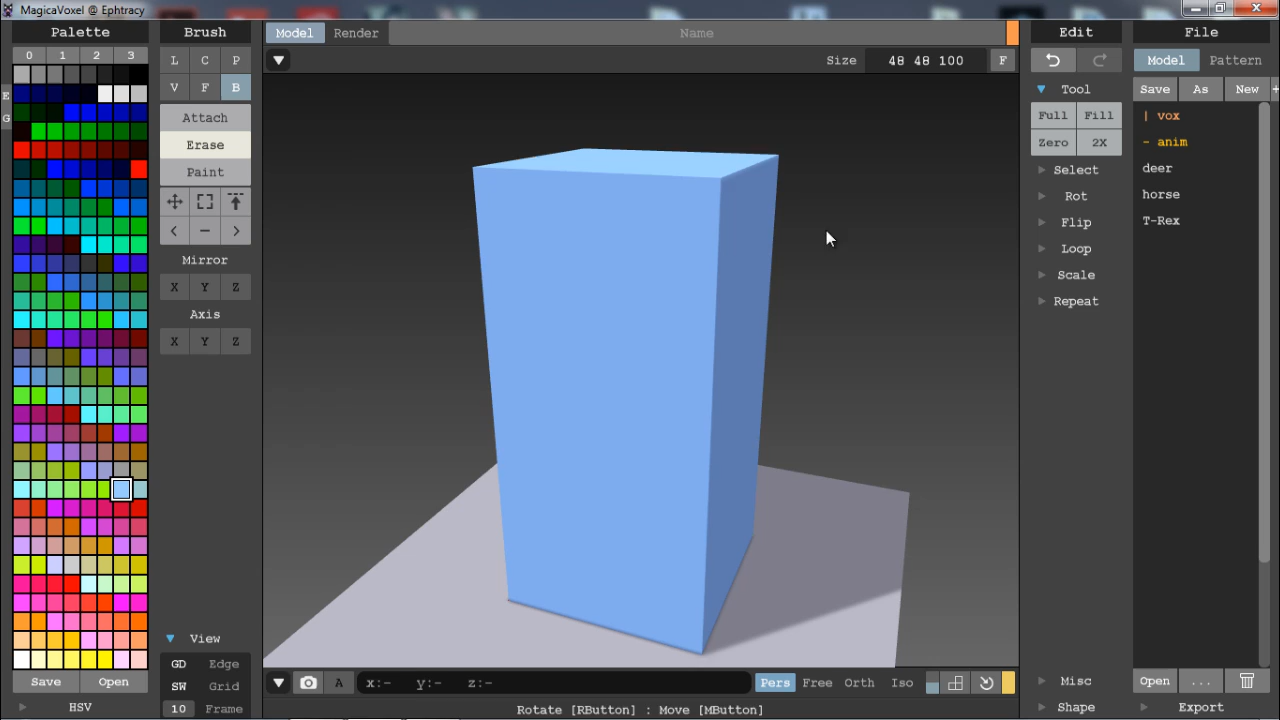 MagicaVoxel @ Ephtracy
Palette
0 1 2 3
E
G
Save Open
HSV
Brush
L C P
V F B
Attach
Erase
Paint
< − >
Mirror
X Y Z
Axis
X Y Z
View
GD Edge
SW Grid
10 Frame
Model Render Name
Size 48 48 100 F
A x:- y:- z:- Pers Free Orth Iso
Rotate [RButton] : Move [MButton]
Edit
Tool
Full Fill
Zero 2X
Select
Rot
Flip
Loop
Scale
Repeat
Misc
Shape
File
Model Pattern
Save As New +
| vox
- anim
deer
horse
T-Rex
Open ...
Export